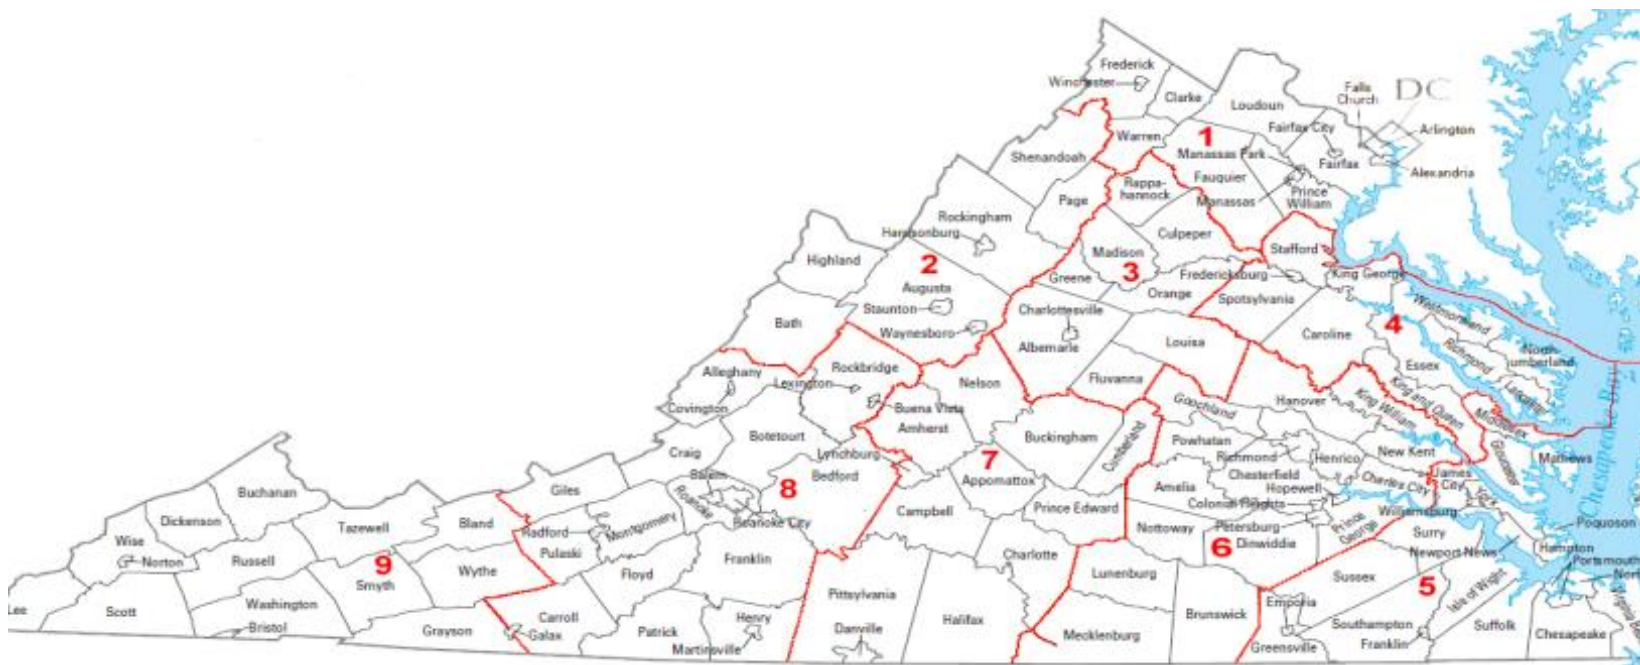 Frederick
Winchester
Clarke
Loudoun
Falls
Church
DC
Arlington
Fairfax City
Fairfax
Alexandria
Warren
1
Manassas Park
Fauquier
Manassas
Prince
William
Shenandoah
Page
Rappa-
hannock
Rockingham
Harrisonburg
Culpeper
Madison
3
Stafford
Highland
2
Greene
Fredericksburg
King George
Augusta
Orange
Spotsylvania
Westmoreland
Staunton
Charlottesville
4
Bath
Waynesboro
Albemarle
Louisa
Caroline
Richmond
North-
umberland
Alleghany
Rockbridge
Essex
Lexington
Nelson
Fluvanna
Lancaster
Covington
Buena Vista
Goochland
Hanover
King William
King and Queen
Middlesex
Chesapeake Bay
Amherst
Botetourt
Buckingham
Cumberland
Powhatan
Richmond
Henrico
New Kent
Gloucester
Mathews
Craig
Lynchburg
7
Salem
Bedford
8
Appomattox
Chesterfield
James
City
Charles City
York
Amelia
Hopewell
Colonial Heights
Williamsburg
Buchanan
Giles
Roanoke
Roanoke City
Campbell
Prince Edward
Nottoway
Petersburg
Prince
George
Poquoson
Dickenson
Tazewell
Bland
Radford
Montgomery
6
Dinwiddie
Surry
Newport News
Hampton
Wise
Norton
Russell
9
Pulaski
Franklin
Charlotte
Portsmouth
Smyth
Wythe
Floyd
Lunenburg
Sussex
5
Isle of Wight
Lee
Scott
Washington
Bristol
Grayson
Carroll
Galax
Patrick
Henry
Martinsville
Pittsylvania
Danville
Halifax
Mecklenburg
Brunswick
Emporia
Greensville
Southampton
Franklin
Suffolk
Chesapeake